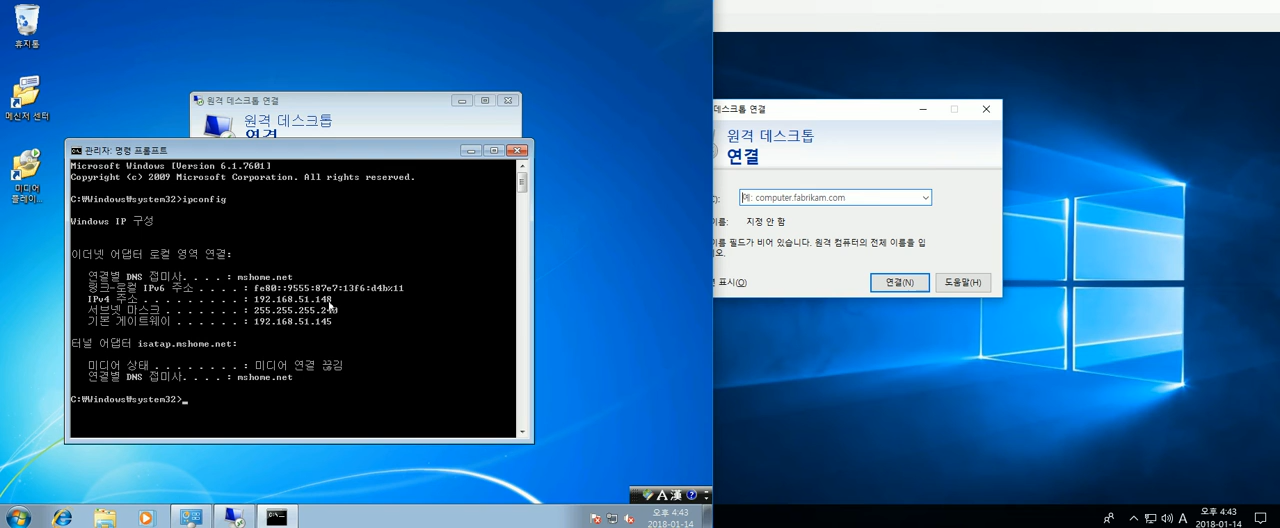 휴지통
메신저 센터
미디어
플레이...
원격 데스크톱 연결
원격 데스크톱
연결
관리자: 명령 프롬프트
Microsoft Windows [Version 6.1.7601]
Copyright (c) 2009 Microsoft Corporation. All rights reserved.
C:₩Windows₩system32>ipconfig
Windows IP 구성
이더넷 어댑터 로컬 영역 연결:
연결별 DNS 접미사. . . . : mshome.net
링크-로컬 IPv6 주소 . . . . : fe80::9555:87e7:13f6:d4b%11
IPv4 주소 . . . . . . . . . : 192.168.51.148
서브넷 마스크 . . . . . . . : 255.255.255.240
기본 게이트웨이 . . . . . . : 192.168.51.145
터널 어댑터 isatap.mshome.net:
미디어 상태 . . . . . . . . : 미디어 연결 끊김
연결별 DNS 접미사. . . . : mshome.net
C:₩Windows₩system32>_
A 漢
오후 4:43
2018-01-14
데스크톱 연결
원격 데스크톱
연결
C):
예: computer.fabrikam.com
이름:
지정 안 함
이름 필드가 비어 있습니다. 원격 컴퓨터의 전체 이름을 입
오.
표시(O)
연결(N)
도움말(H)
A
오후 4:43
2018-01-14